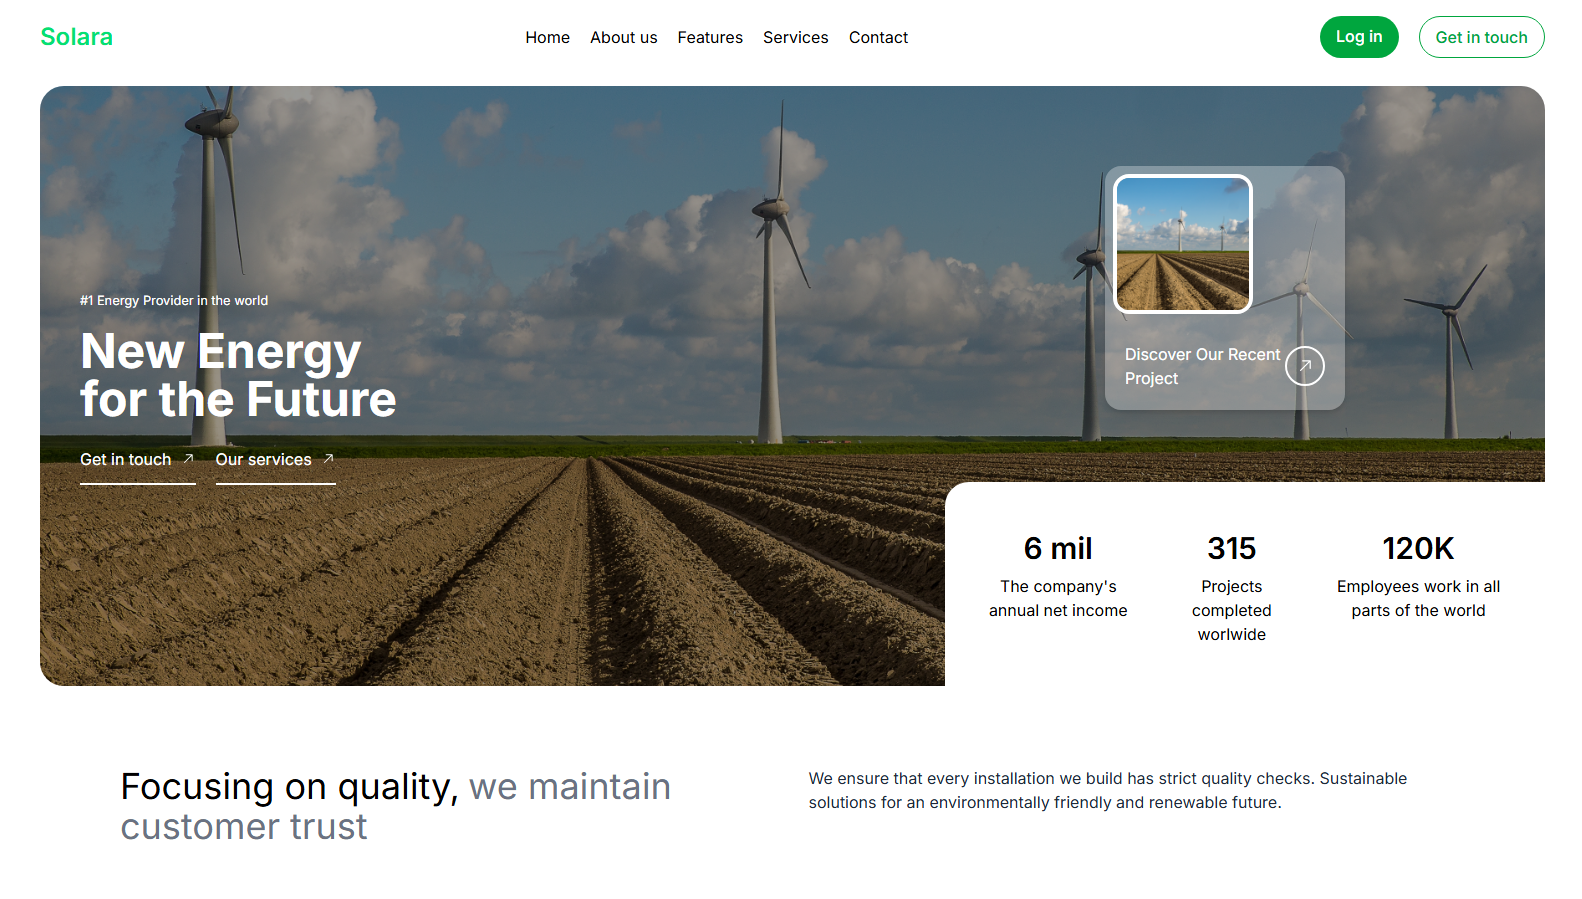 Solara
Home About us Features Services Contact
Log in
Get in touch
#1 Energy Provider in the world
New Energy
for the Future
Get in touch
Our services
Discover Our Recent
Project
6 mil
The company's
annual net income
315
Projects
completed
worlwide
120K
Employees work in all
parts of the world
Focusing on quality, we maintain
customer trust
We ensure that every installation we build has strict quality checks. Sustainable
solutions for an environmentally friendly and renewable future.